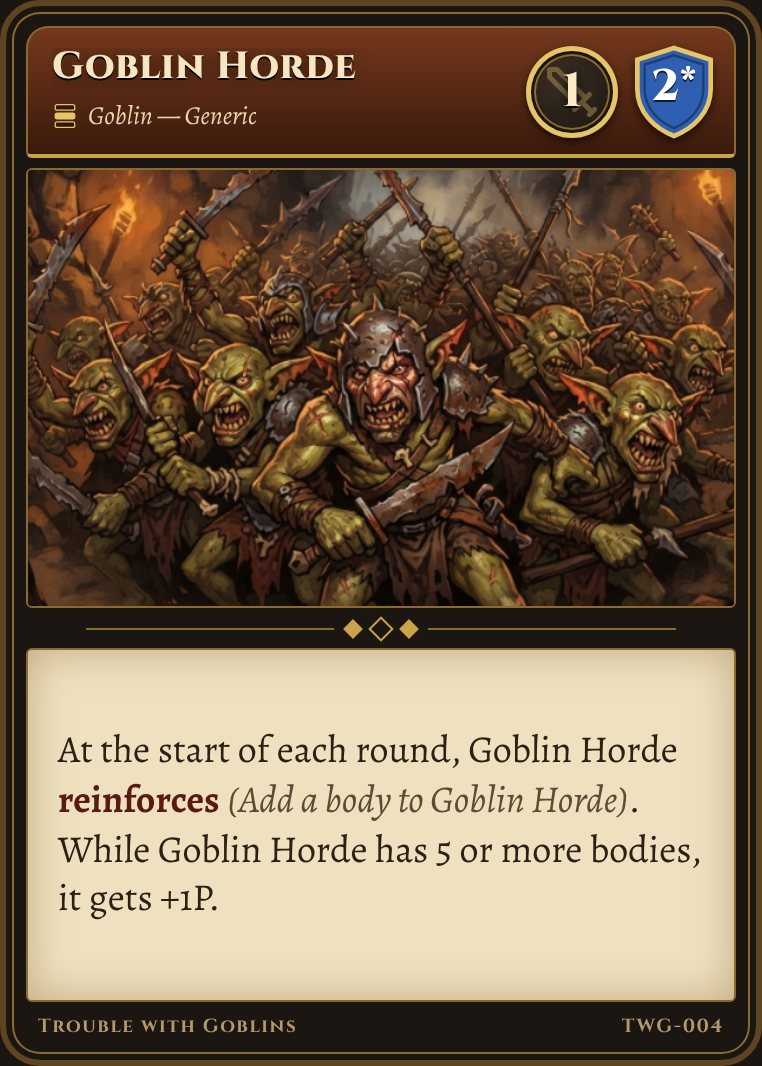 Goblin Horde
Goblin — Generic
1
2*
At the start of each round, Goblin Horde
reinforces (Add a body to Goblin Horde).
While Goblin Horde has 5 or more bodies,
it gets +1P.
Trouble with Goblins
TWG-004